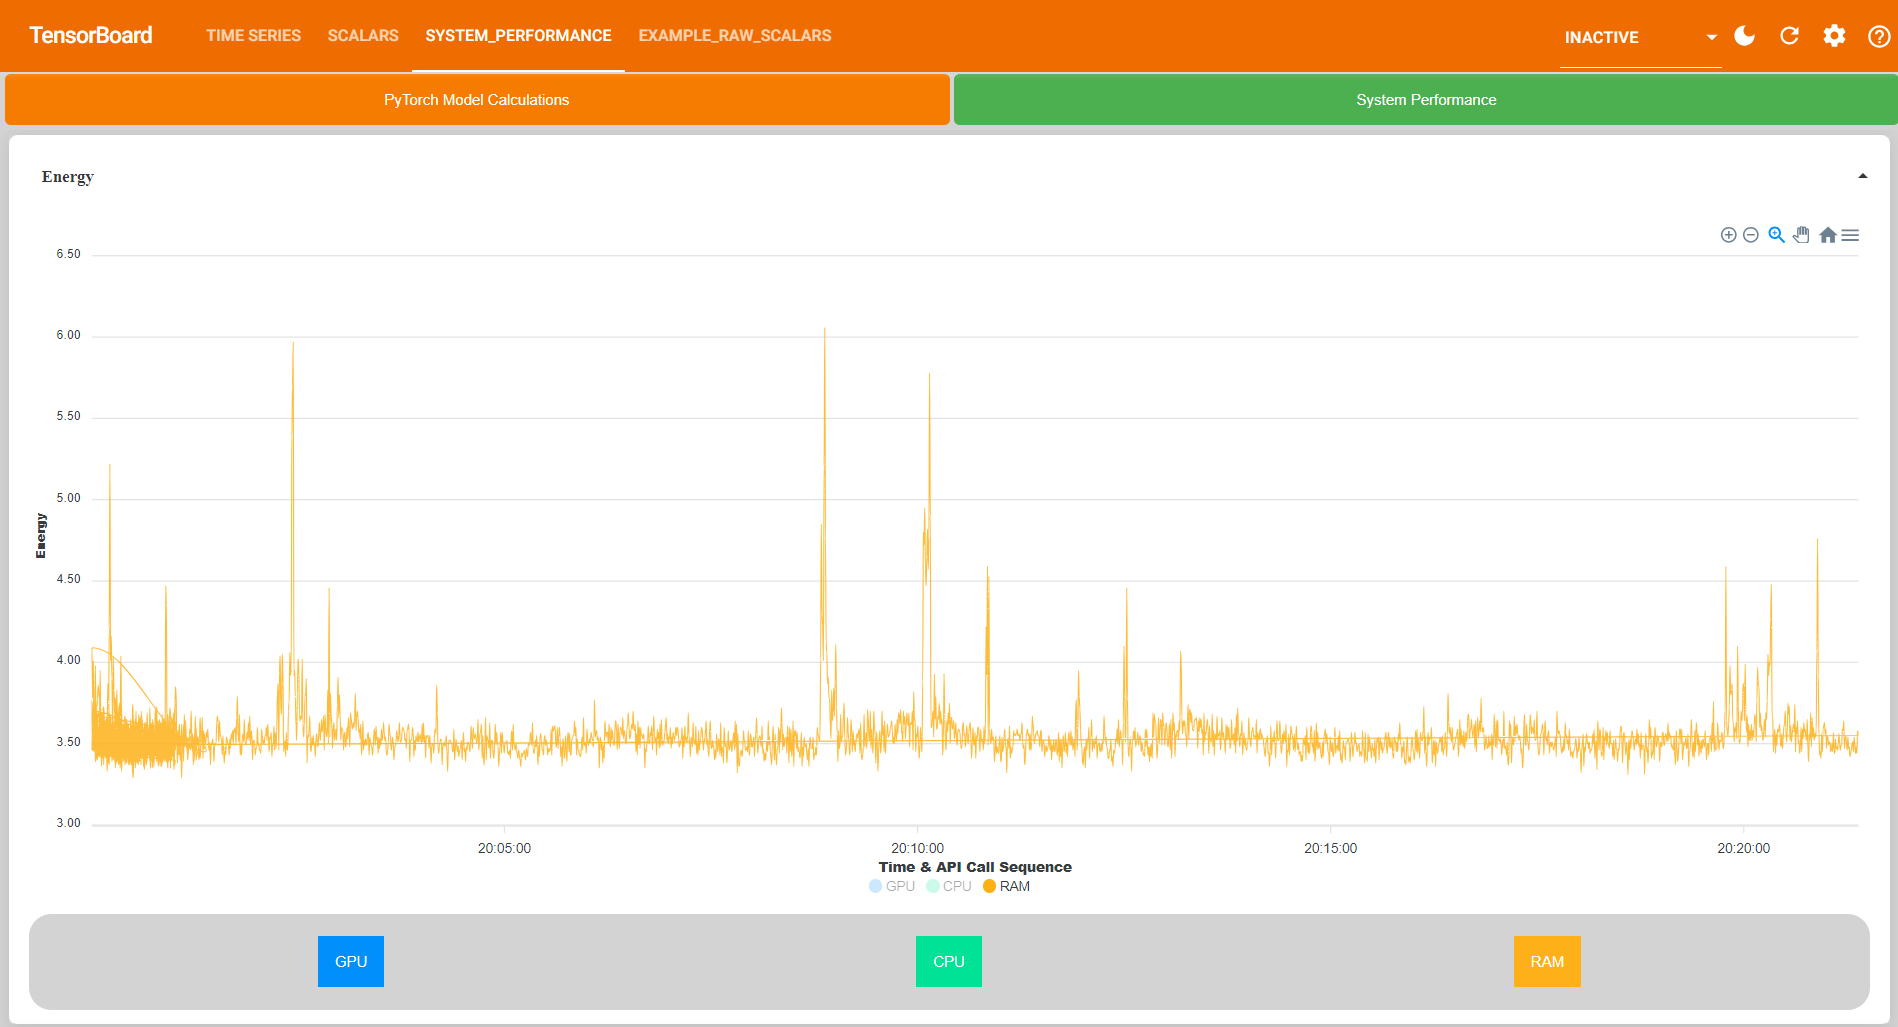 TensorBoard TIME SERIES SCALARS SYSTEM_PERFORMANCE EXAMPLE_RAW_SCALARS INACTIVE
PyTorch Model Calculations System Performance
Energy
6.50
6.00
5.50
5.00
Energy
4.50
4.00
3.50
3.00
20:05:00 20:10:00 20:15:00 20:20:00
Time & API Call Sequence
GPU CPU RAM
GPU CPU RAM